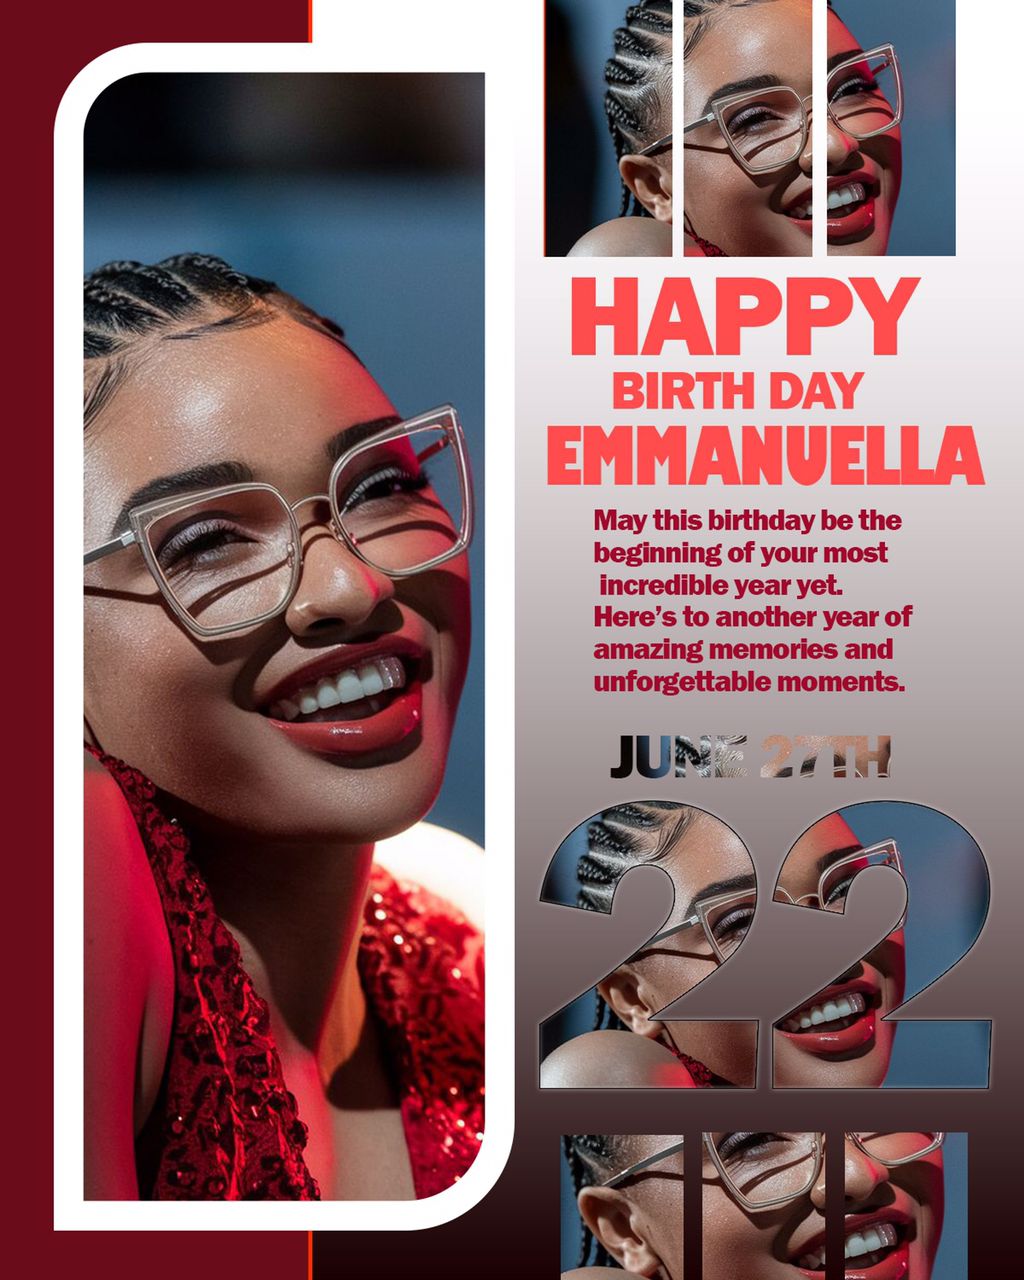 HAPPY
BIRTH DAY
EMMANUELLA
May this birthday be the
beginning of your most
incredible year yet.
Here's to another year of
amazing memories and
unforgettable moments.
JUNE 27TH
22